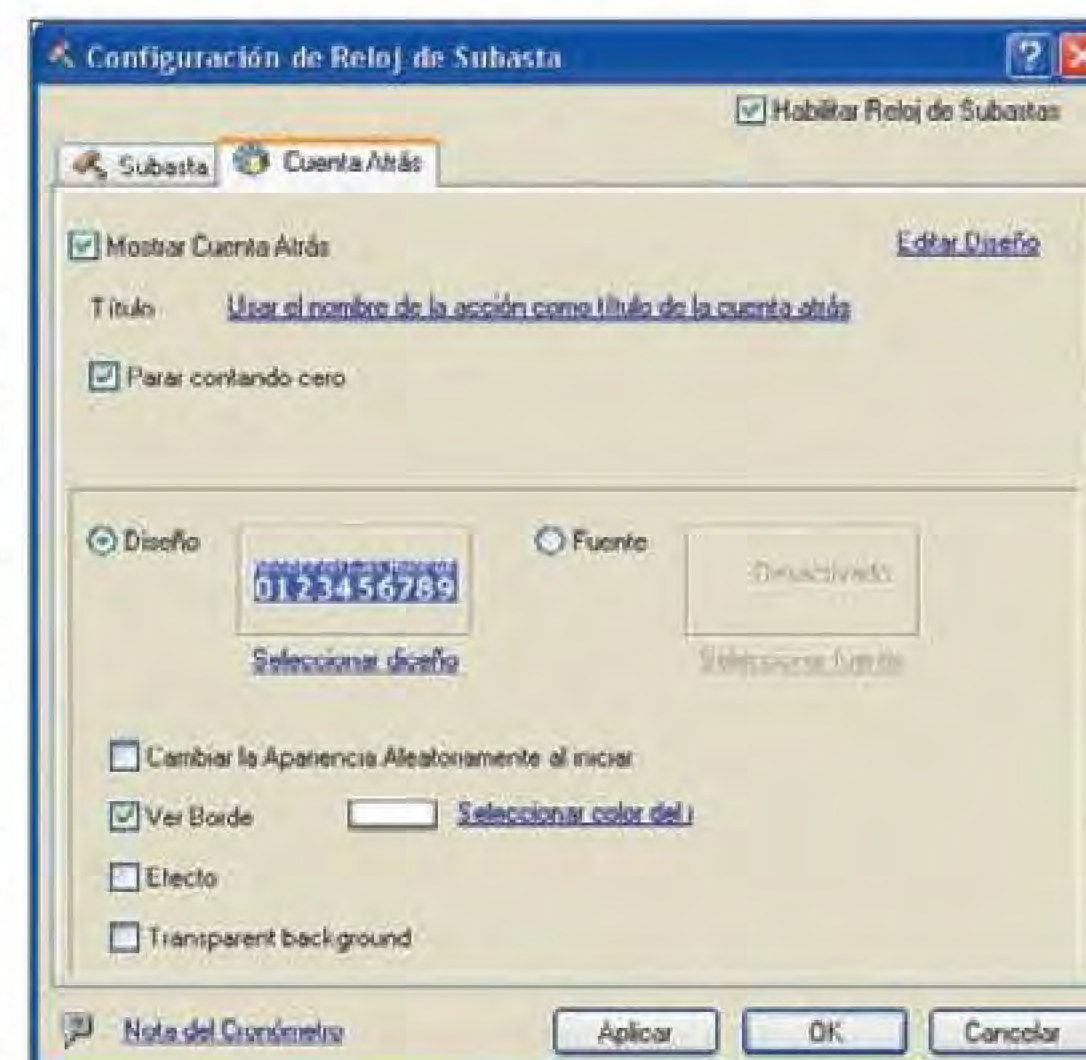 Configuración de Reloj de Subasta
Habilitar Reloj de Subastas
Subasta Cuenta Atrás
Mostrar Cuenta Atrás Editar Diseño
Título Usar el nombre de la acción como título de la cuenta atrás
Parar contando cero
Diseño Fuente
0123456789 Desactivado
Seleccionar diseño Seleccionar fuente
Cambiar la Apariencia Aleatoriamente al iniciar
Ver Borde Seleccionar color del
Efecto
Transparent background
Nota del Cronómetro Aplicar OK Cancelar